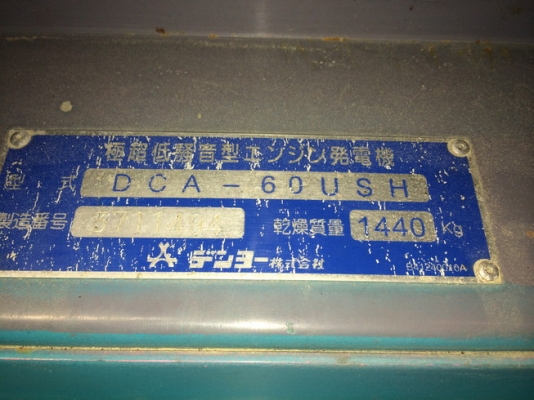 極超低騒音型エンジン発電機
型式 DCA-60USH
製造番号 乾燥質量 1440 Kg
デンヨー株式会社